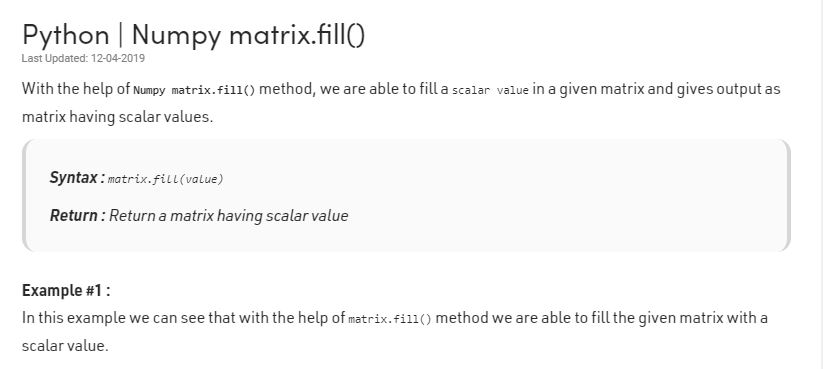 Python | Numpy matrix.fill()
Last Updated: 12-04-2019
With the help of Numpy matrix.fill() method, we are able to fill a scalar value in a given matrix and gives output as
matrix having scalar values.
Syntax : matrix.fill(value)
Return : Return a matrix having scalar value
Example #1 :
In this example we can see that with the help of matrix.fill() method we are able to fill the given matrix with a
scalar value.